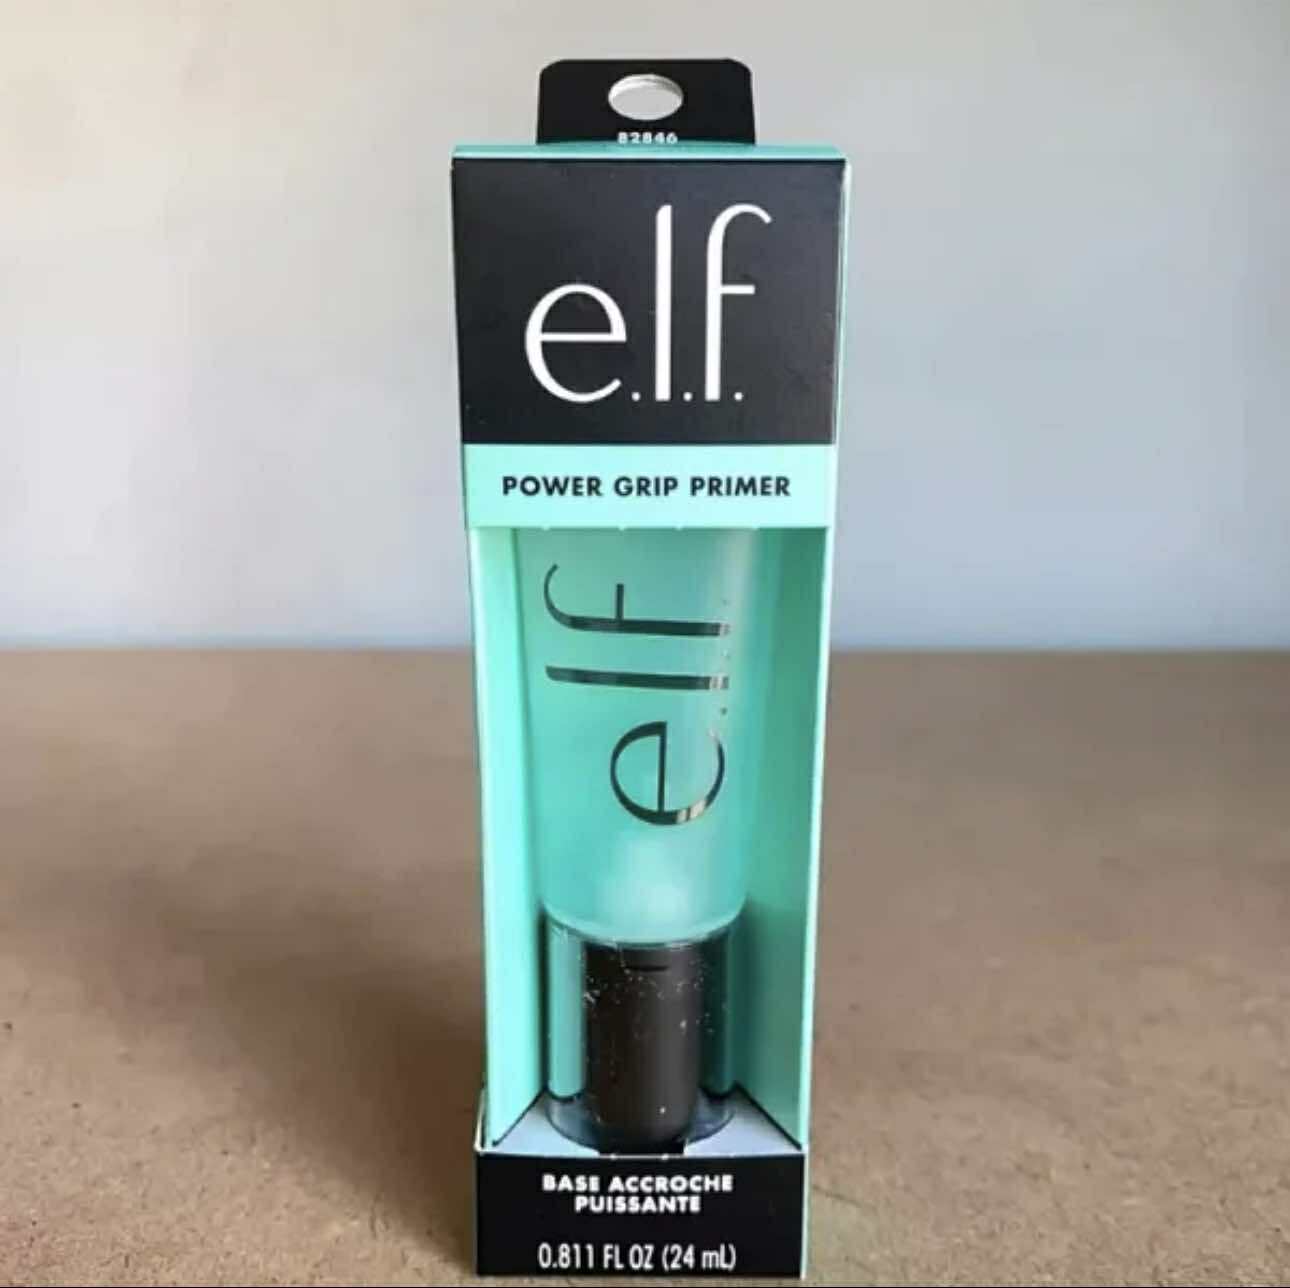 82846
e.l.f.
POWER GRIP PRIMER
e.l.f.
BASE ACCROCHE
PUISSANTE
0.811 FL OZ (24 mL)